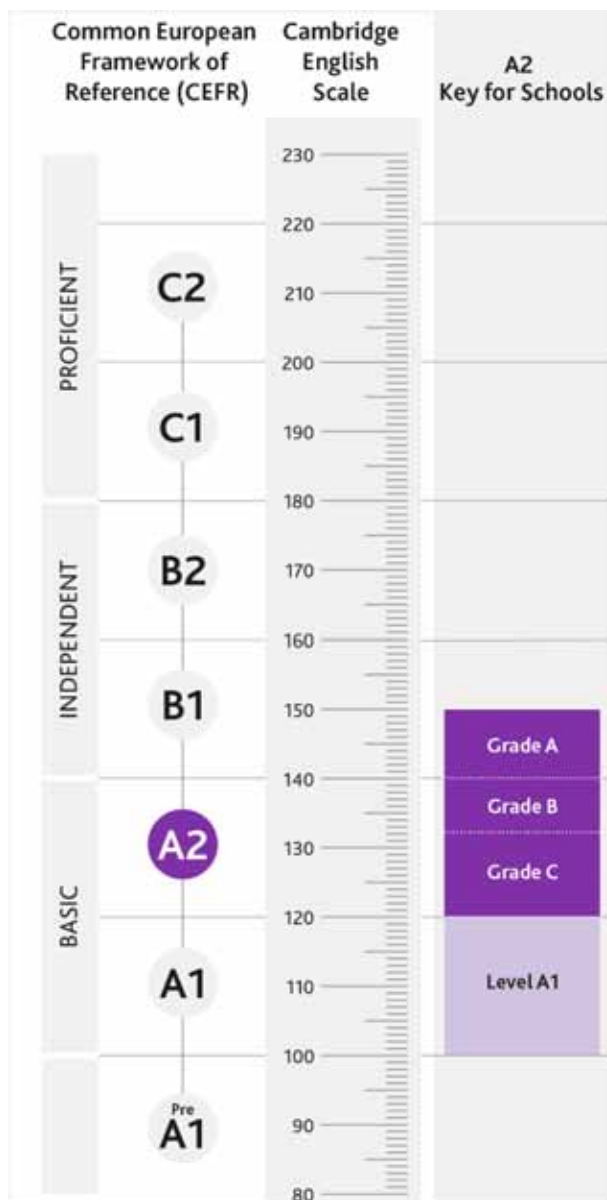 Common European
Framework of
Reference (CEFR)
Cambridge
English
Scale
A2
Key for Schools
PROFICIENT
INDEPENDENT
BASIC
C2
C1
B2
B1
A2
A1
Pre
A1
230
220
210
200
190
180
170
160
150
140
130
120
110
100
90
80
Grade A
Grade B
Grade C
Level A1